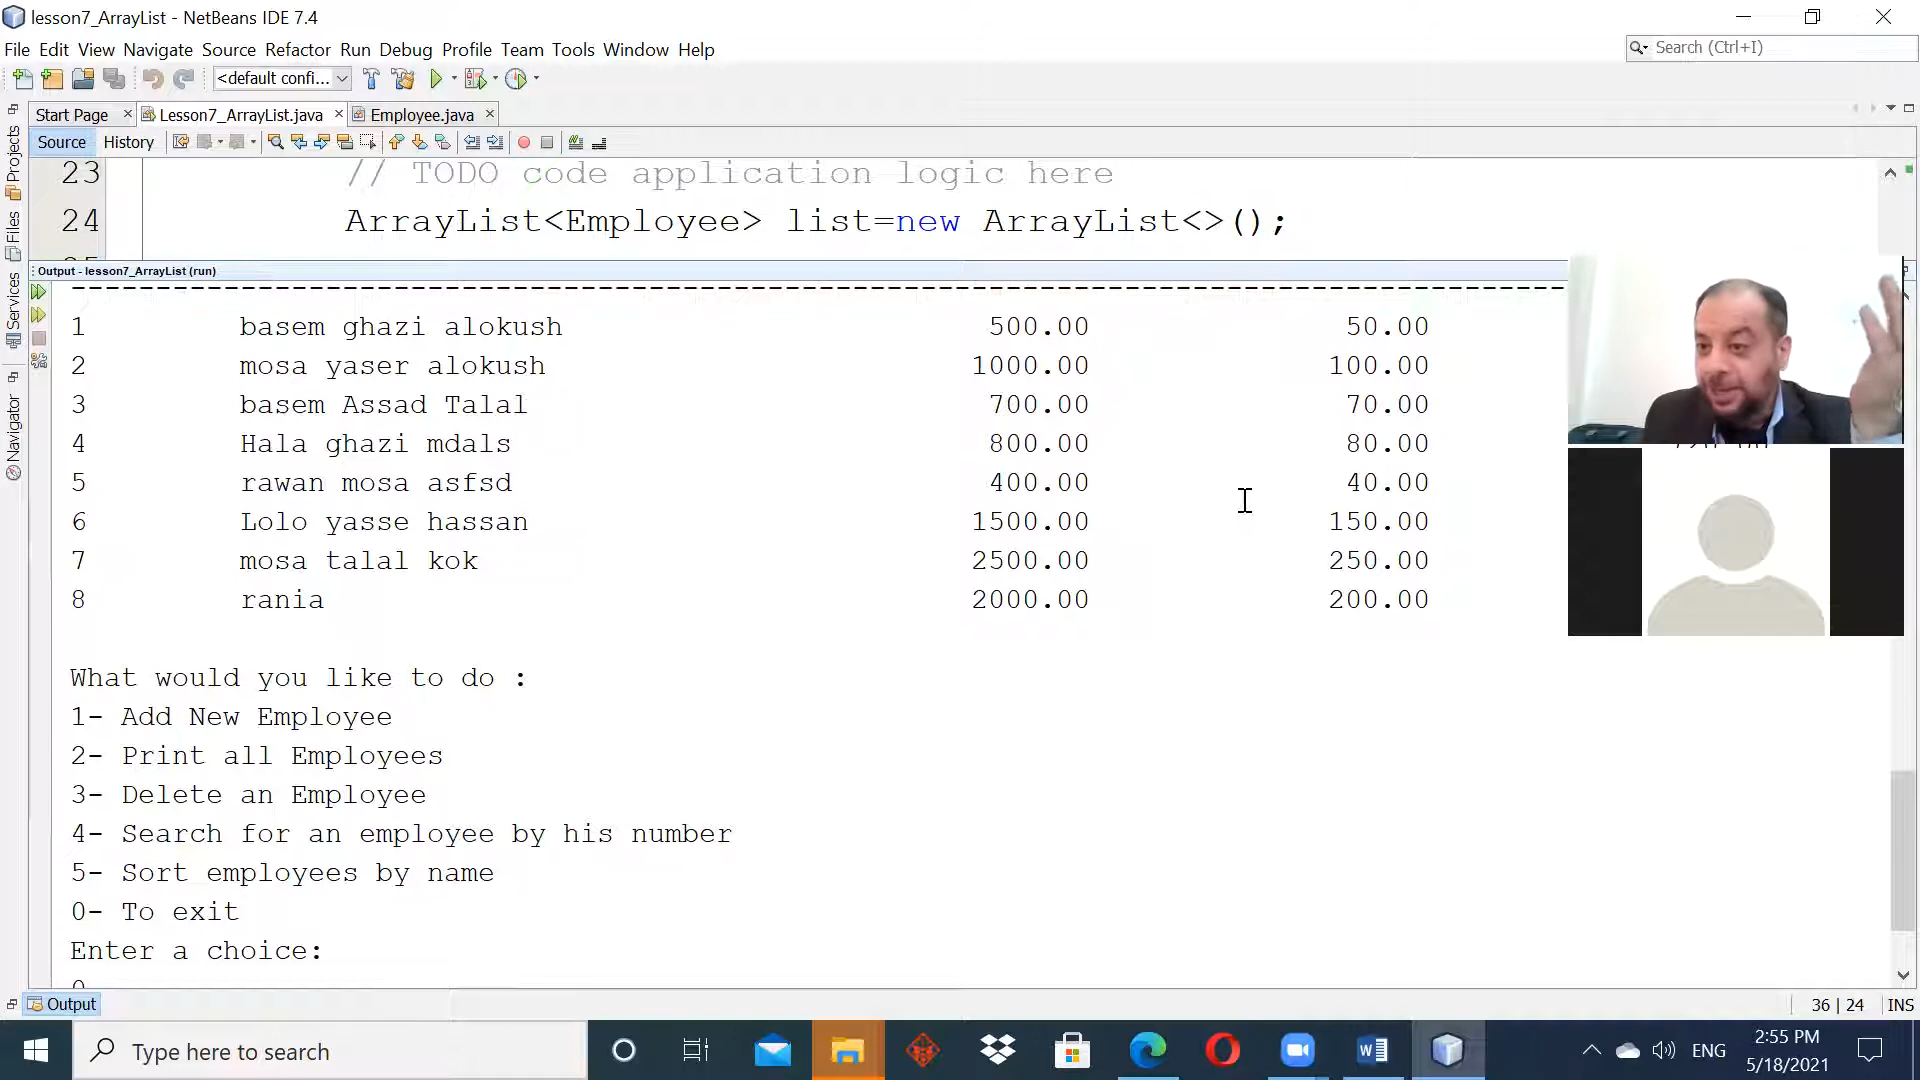 lesson7_ArrayList - NetBeans IDE 7.4
File Edit View Navigate Source Refactor Run Debug Profile Team Tools Window Help
Search (Ctrl+I)
<default confi...
Start Page
Lesson7_ArrayList.java
Employee.java
Source History
Projects
Files
Services
Navigator
23 // TODO code application logic here
24 ArrayList<Employee> list=new ArrayList<>();
Output - lesson7_ArrayList (run)
1 basem ghazi alokush 500.00 50.00
2 mosa yaser alokush 1000.00 100.00
3 basem Assad Talal 700.00 70.00
4 Hala ghazi mdals 800.00 80.00
5 rawan mosa asfsd 400.00 40.00
6 Lolo yasse hassan 1500.00 150.00
7 mosa talal kok 2500.00 250.00
8 rania 2000.00 200.00
What would you like to do :
1- Add New Employee
2- Print all Employees
3- Delete an Employee
4- Search for an employee by his number
5- Sort employees by name
0- To exit
Enter a choice:
Output
36 | 24 INS
Type here to search
ENG
2:55 PM
5/18/2021